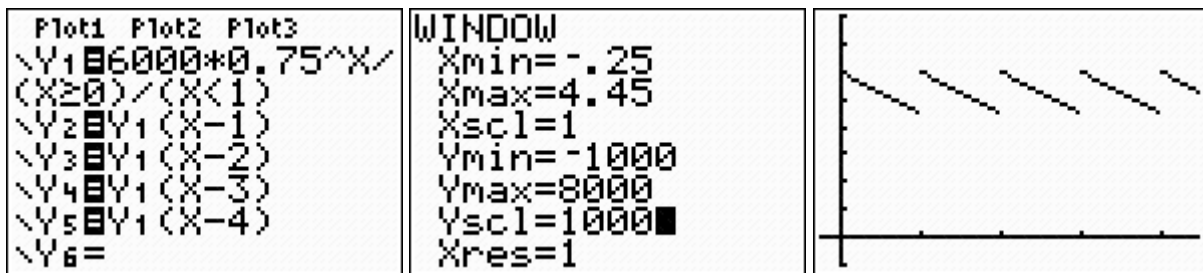 Plot1 Plot2 Plot3
\Y1=6000*0.75^X/
(X≥0)/(X<1)
\Y2=Y1(X-1)
\Y3=Y1(X-2)
\Y4=Y1(X-3)
\Y5=Y1(X-4)
\Y6=
WINDOW
Xmin=-.25
Xmax=4.45
Xscl=1
Ymin=-1000
Ymax=8000
Yscl=1000
Xres=1